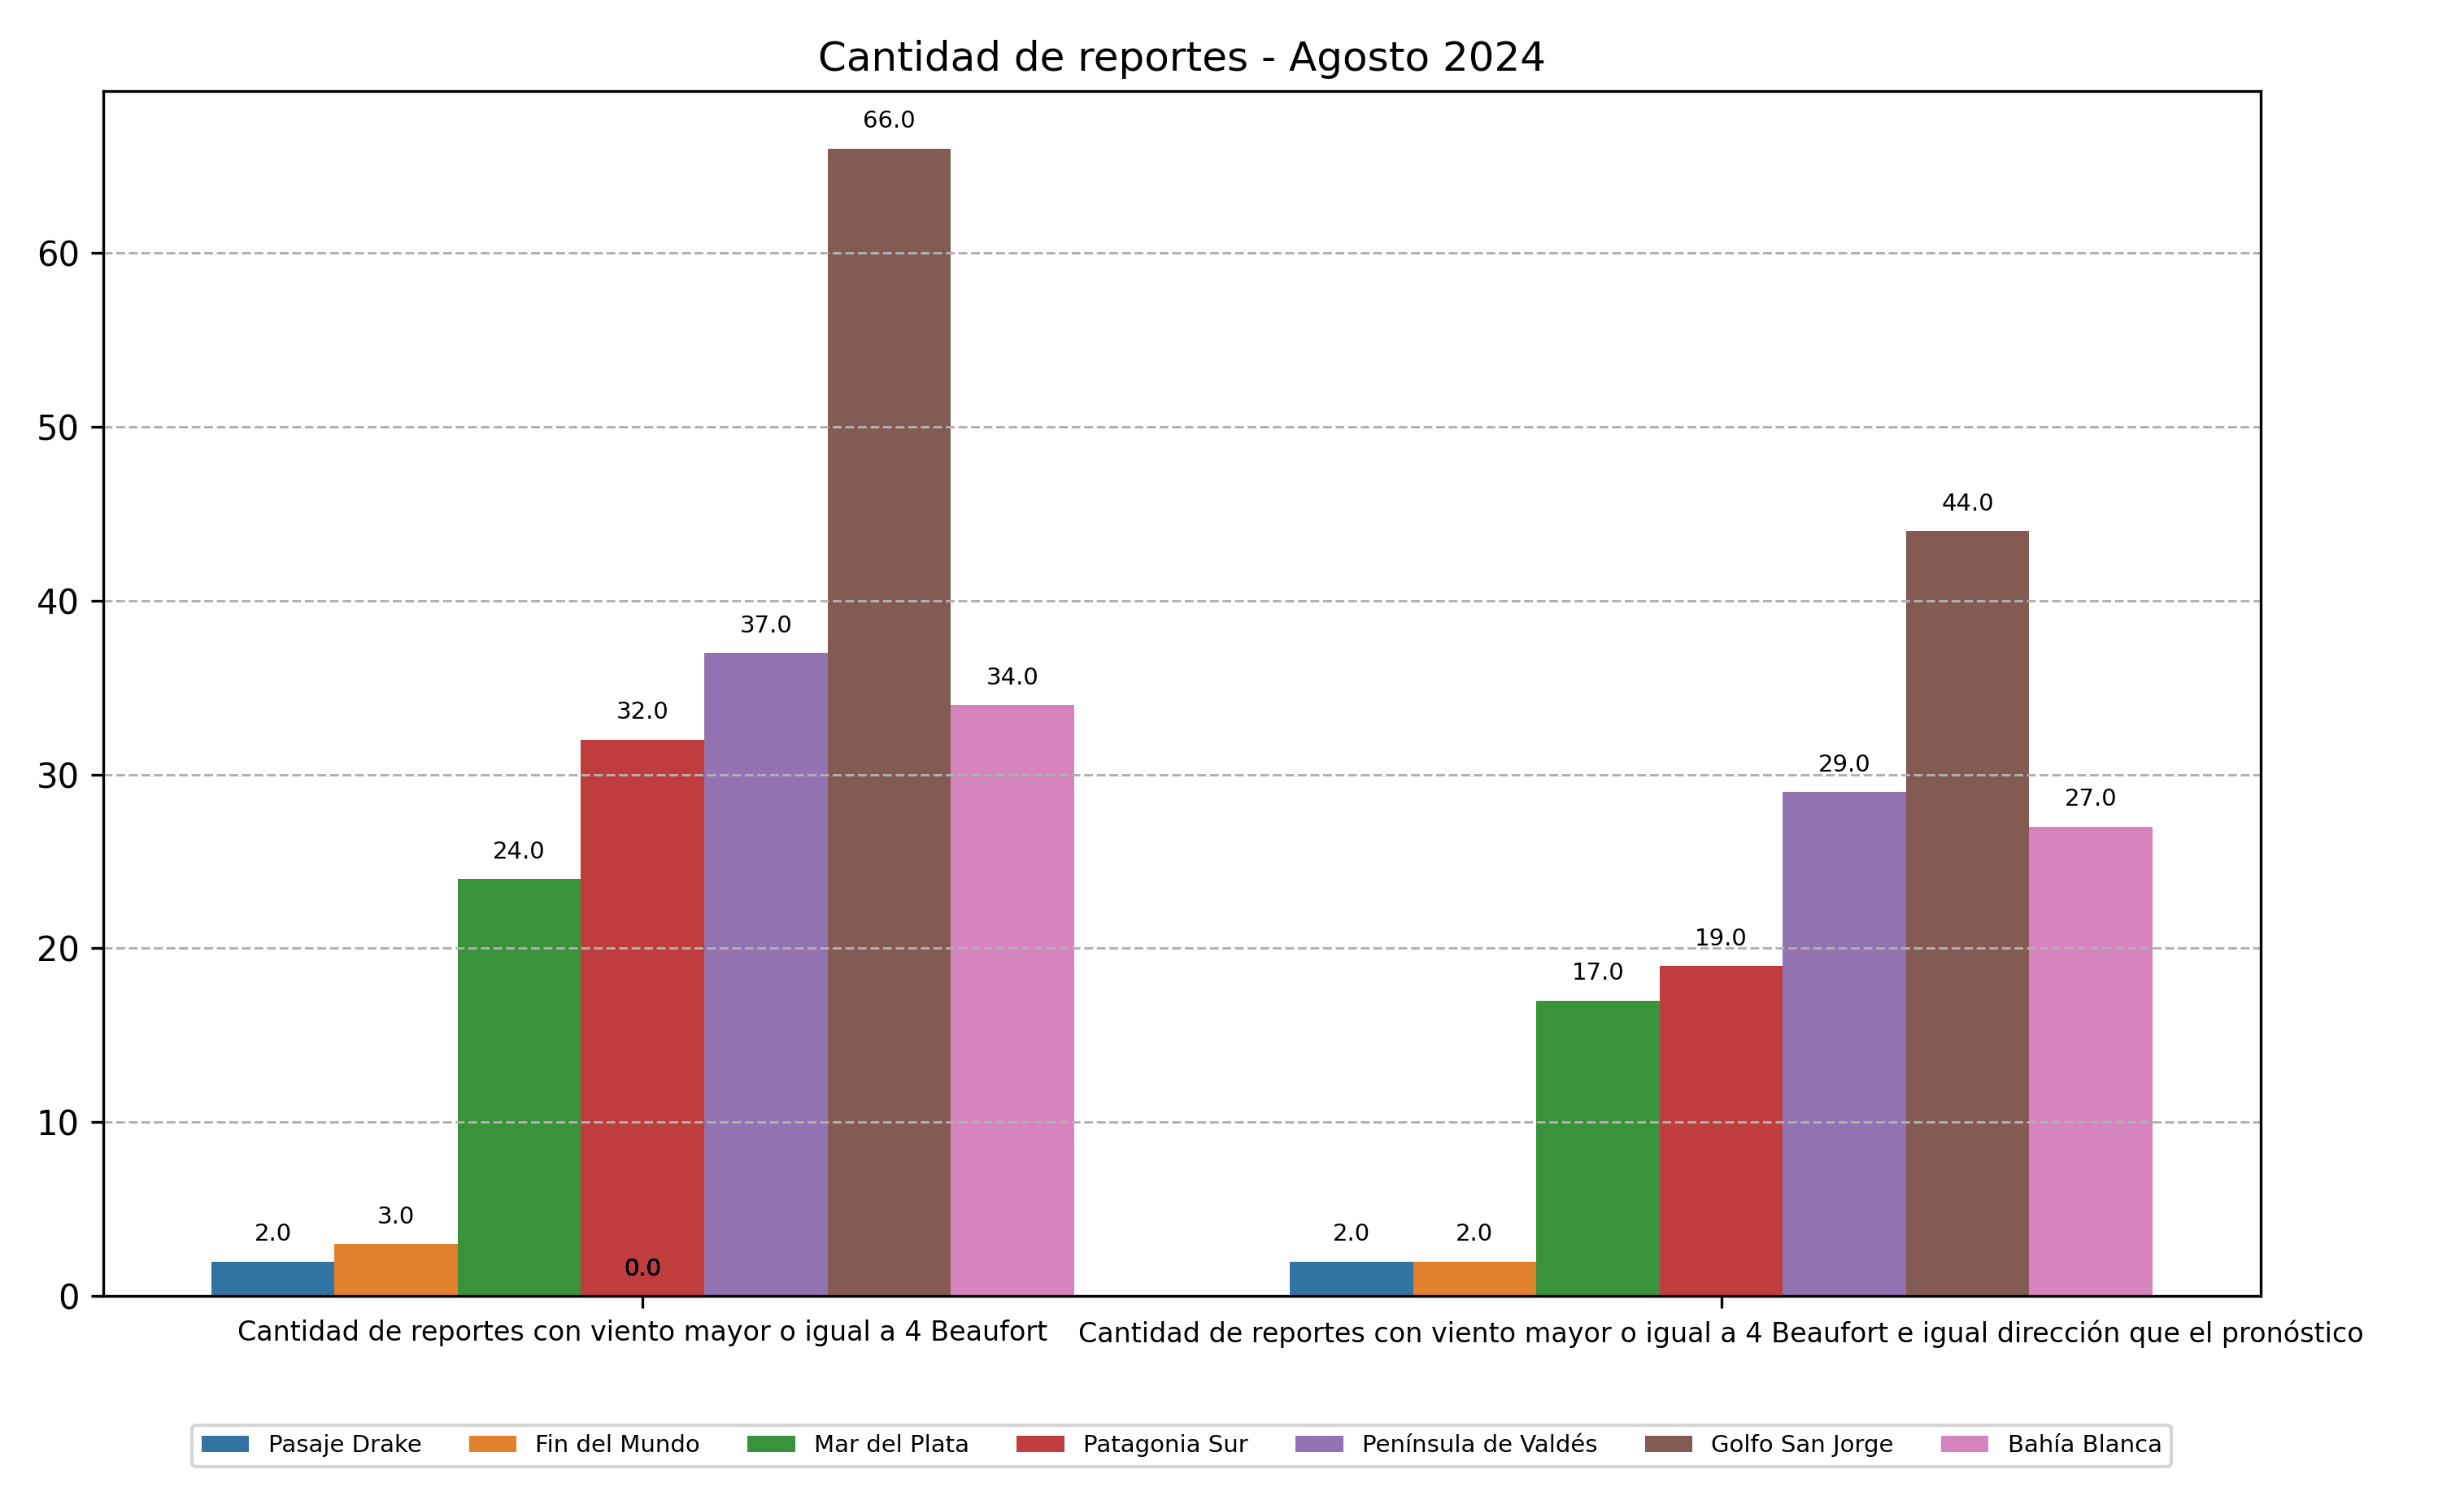 Cantidad de reportes - Agosto 2024
66.0
60
50
44.0
40
37.0
34.0
32.0
30
29.0
27.0
24.0
20
19.0
17.0
10
2.0
3.0
0.0
2.0
2.0
0
Cantidad de reportes con viento mayor o igual a 4 Beaufort
Cantidad de reportes con viento mayor o igual a 4 Beaufort e igual dirección que el pronóstico
Pasaje Drake
Fin del Mundo
Mar del Plata
Patagonia Sur
Península de Valdés
Golfo San Jorge
Bahía Blanca